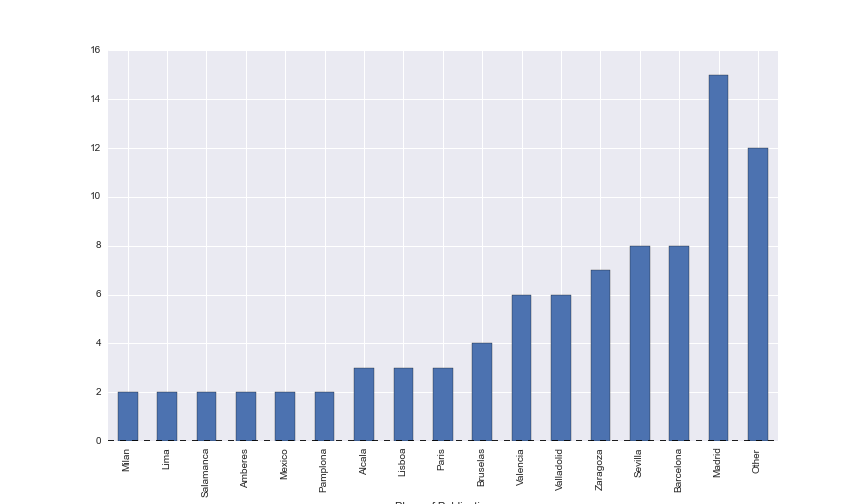 16
14
12
10
8
6
4
2
0
Milan
Lima
Salamanca
Amberes
Mexico
Pamplona
Alcala
Lisboa
Paris
Bruselas
Valencia
Valladolid
Zaragoza
Sevilla
Barcelona
Madrid
Other